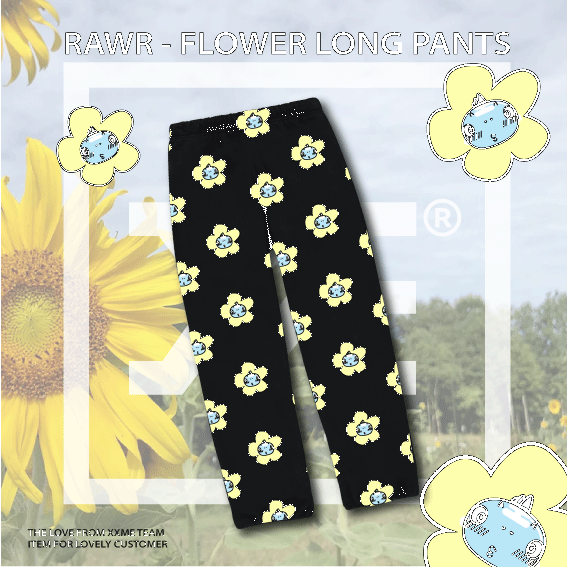 RAWR - FLOWER LONG PANTS
®
THE LOVE FROM XXME TEAM
ITEM FOR LOVELY CUSTOMER